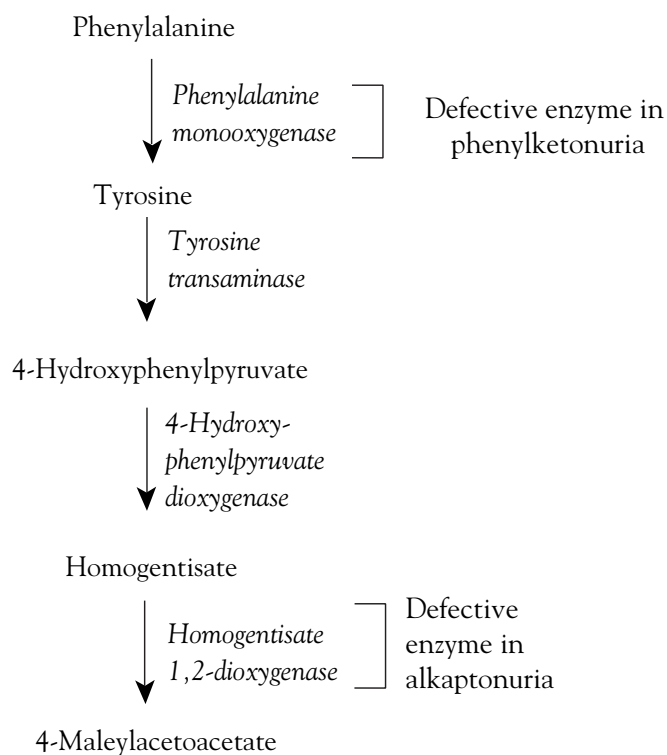 Phenylalanine
Phenylalanine
monooxygenase
Defective enzyme in
phenylketonuria
Tyrosine
Tyrosine
transaminase
4-Hydroxyphenylpyruvate
4-Hydroxy-
phenylpyruvate
dioxygenase
Homogentisate
Homogentisate
1,2-dioxygenase
Defective
enzyme in
alkaptonuria
4-Maleylacetoacetate